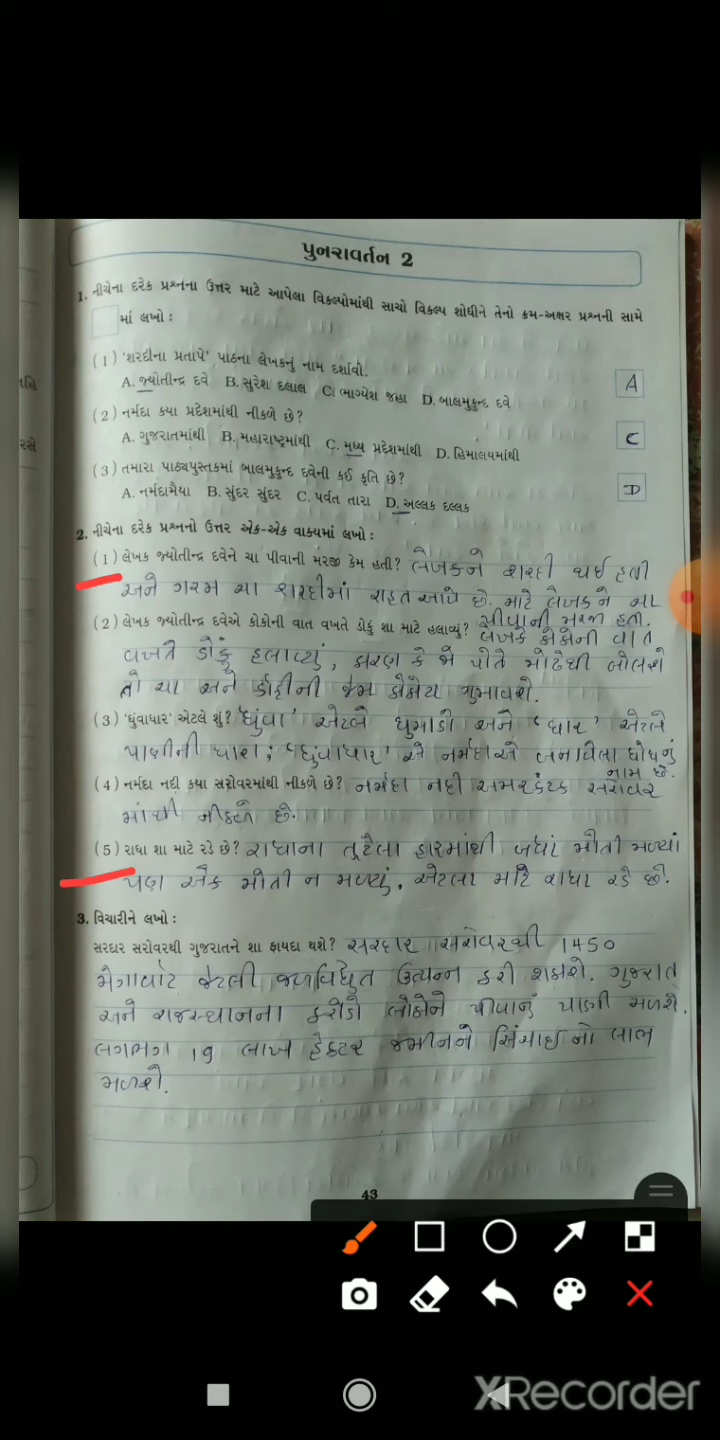 પુનરાવર્તન 2
1. નીચેના દરેક પ્રશ્નના ઉત્તર માટે આપેલા વિકલ્પોમાંથી સાચો વિકલ્પ શોધીને તેનો ક્રમ-અક્ષર પ્રશ્નની સામે
માં લખો :
(1) ‘શરદીના પ્રતાપે’ પાઠના લેખકનું નામ દર્શાવો.
A. જ્યોતીન્દ્ર દવે B. સુરેશ દલાલ C. ભાગ્યેશ જહા D. બાલમુકુન્દ દવે A
(2) નર્મદા કયા પ્રદેશમાંથી નીકળે છે?
A. ગુજરાતમાંથી B. મહારાષ્ટ્રમાંથી C. મધ્ય પ્રદેશમાંથી D. હિમાલયમાંથી C
(3) તમારા પાઠ્યપુસ્તકમાં બાલમુકુન્દ દવેની કઈ કૃતિ છે?
A. નર્મદામૈયા B. સુંદર સુંદર C. પર્વત તારા D. અલ્લક દલ્લક D
2. નીચેના દરેક પ્રશ્નનો ઉત્તર એક-એક વાક્યમાં લખો :
(1) લેખક જ્યોતીન્દ્ર દવેને ચા પીવાની મરજી કેમ હતી? લેખકને શરદી થઈ હતી
અને ગરમ ચા શરદીમાં રાહત આપે છે. માટે લેખકને ચા
પીવાની મરજી હતી.
(2) લેખક જ્યોતીન્દ્ર દવેએ કોકોની વાત વખતે ડોકું શા માટે હલાવ્યું? લેખકે કોકોની વાત
વખતે ડોકું હલાવ્યું, કારણ કે જો પોતે મોઢેથી બોલશે
તો ચા અને કૉફીની જેમ કોકોય ગુમાવશે.
(3) ‘ધુંવાધાર’ એટલે શું? ‘ધુંવા’ એટલે ધુમાડો અને ‘ધાર’ એટલે
પાણીની ધારા; ‘ધુંવાધાર’ એ નર્મદાએ બનાવેલા ધોધનું
નામ છે.
(4) નર્મદા નદી કયા સરોવરમાંથી નીકળે છે? નર્મદા નદી અમરકંટક સરોવર
માંથી નીકળે છે.
(5) રાધા શા માટે રડે છે? રાધાના તૂટેલા હારમાંથી બધાં મોતી મળ્યાં
પણ એક મોતી ન મળ્યું. એટલા માટે રાધા રડે છે.
3. વિચારીને લખો :
સરદાર સરોવરથી ગુજરાતને શા ફાયદા થશે? સરદાર સરોવરથી 1450
મેગાવૉટ જેટલી જળવિદ્યુત ઉત્પન્ન કરી શકાશે. ગુજરાત
અને રાજસ્થાનના કરોડો લોકોને પીવાનું પાણી મળશે.
લગભગ 19 લાખ હેક્ટર જમીનને સિંચાઈનો લાભ
મળશે.
43
XRecorder